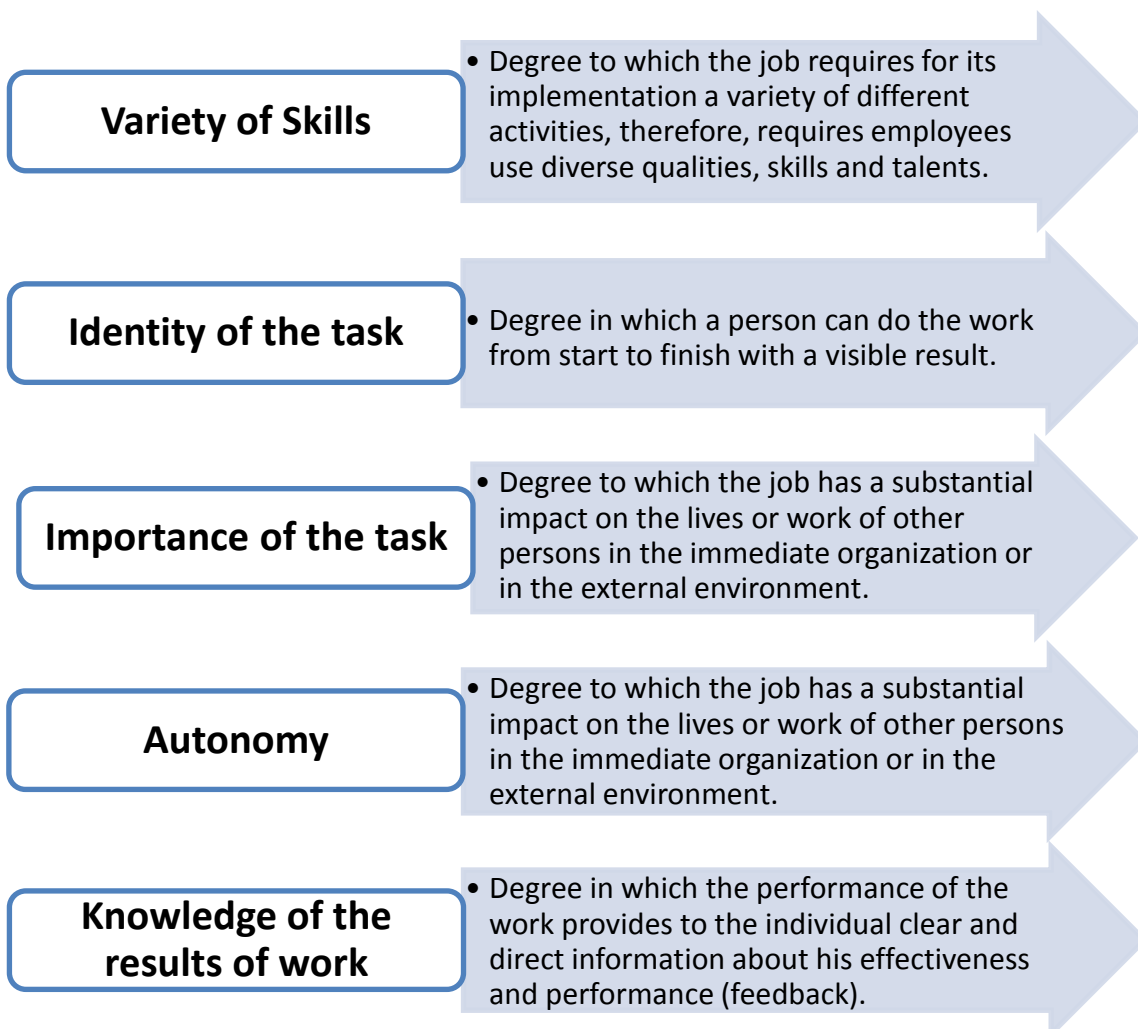 Variety of Skills
• Degree to which the job requires for its
implementation a variety of different
activities, therefore, requires employees
use diverse qualities, skills and talents.
Identity of the task
• Degree in which a person can do the work
from start to finish with a visible result.
Importance of the task
• Degree to which the job has a substantial
impact on the lives or work of other
persons in the immediate organization or
in the external environment.
Autonomy
• Degree to which the job has a substantial
impact on the lives or work of other persons
in the immediate organization or in the
external environment.
Knowledge of the
results of work
• Degree in which the performance of the
work provides to the individual clear and
direct information about his effectiveness
and performance (feedback).